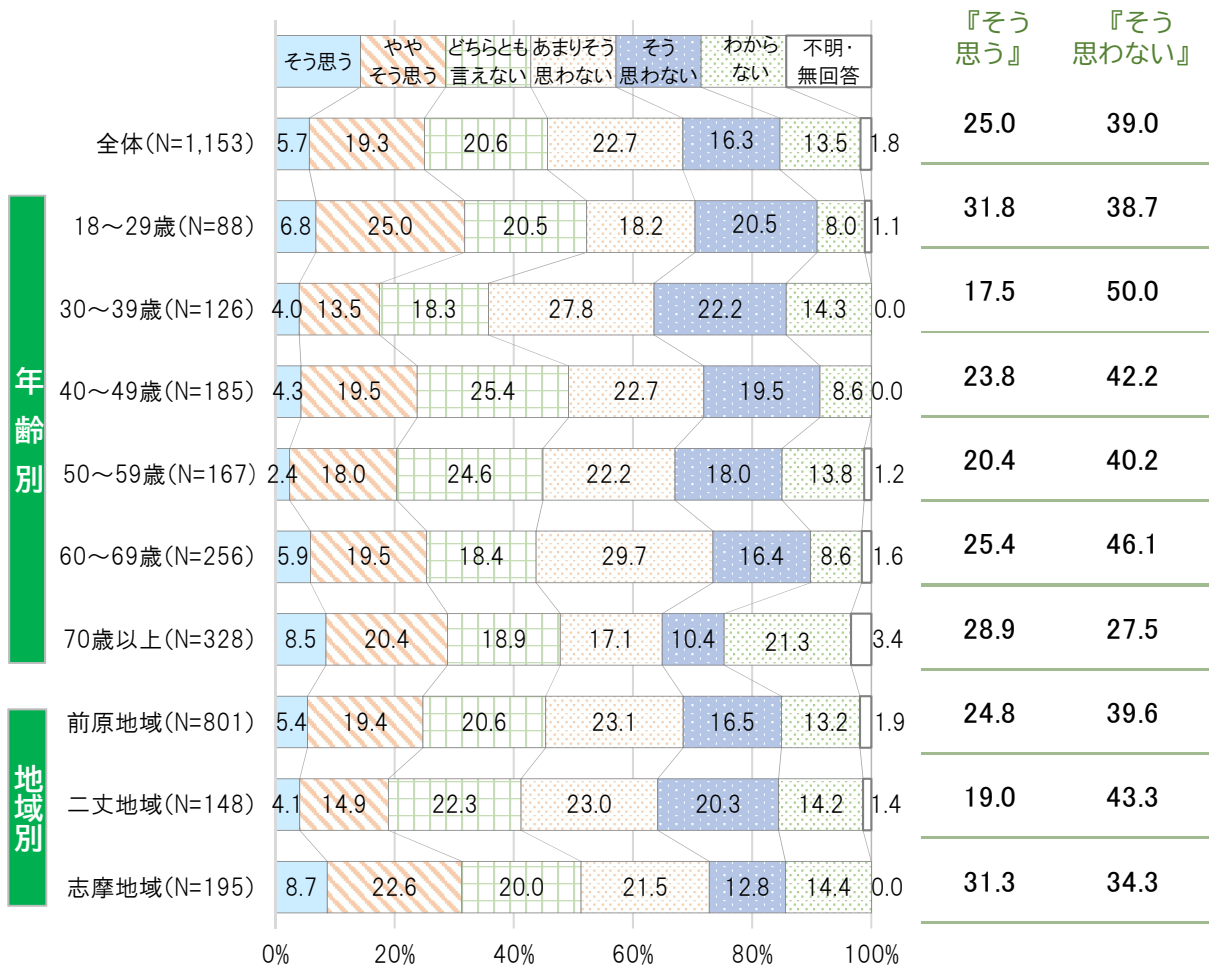 『そう 『そう
思う』 思わない』
そう思う やや どちらとも あまりそう そう わから 不明・
そう思う 言えない 思わない 思わない ない 無回答
全体(N=1,153) 5.7 19.3 20.6 22.7 16.3 13.5 1.8 25.0 39.0
年齢別
18～29歳(N=88) 6.8 25.0 20.5 18.2 20.5 8.0 1.1 31.8 38.7
30～39歳(N=126) 4.0 13.5 18.3 27.8 22.2 14.3 0.0 17.5 50.0
40～49歳(N=185) 4.3 19.5 25.4 22.7 19.5 8.6 0.0 23.8 42.2
50～59歳(N=167) 2.4 18.0 24.6 22.2 18.0 13.8 1.2 20.4 40.2
60～69歳(N=256) 5.9 19.5 18.4 29.7 16.4 8.6 1.6 25.4 46.1
70歳以上(N=328) 8.5 20.4 18.9 17.1 10.4 21.3 3.4 28.9 27.5
地域別
前原地域(N=801) 5.4 19.4 20.6 23.1 16.5 13.2 1.9 24.8 39.6
二丈地域(N=148) 4.1 14.9 22.3 23.0 20.3 14.2 1.4 19.0 43.3
志摩地域(N=195) 8.7 22.6 20.0 21.5 12.8 14.4 0.0 31.3 34.3
0% 20% 40% 60% 80% 100%